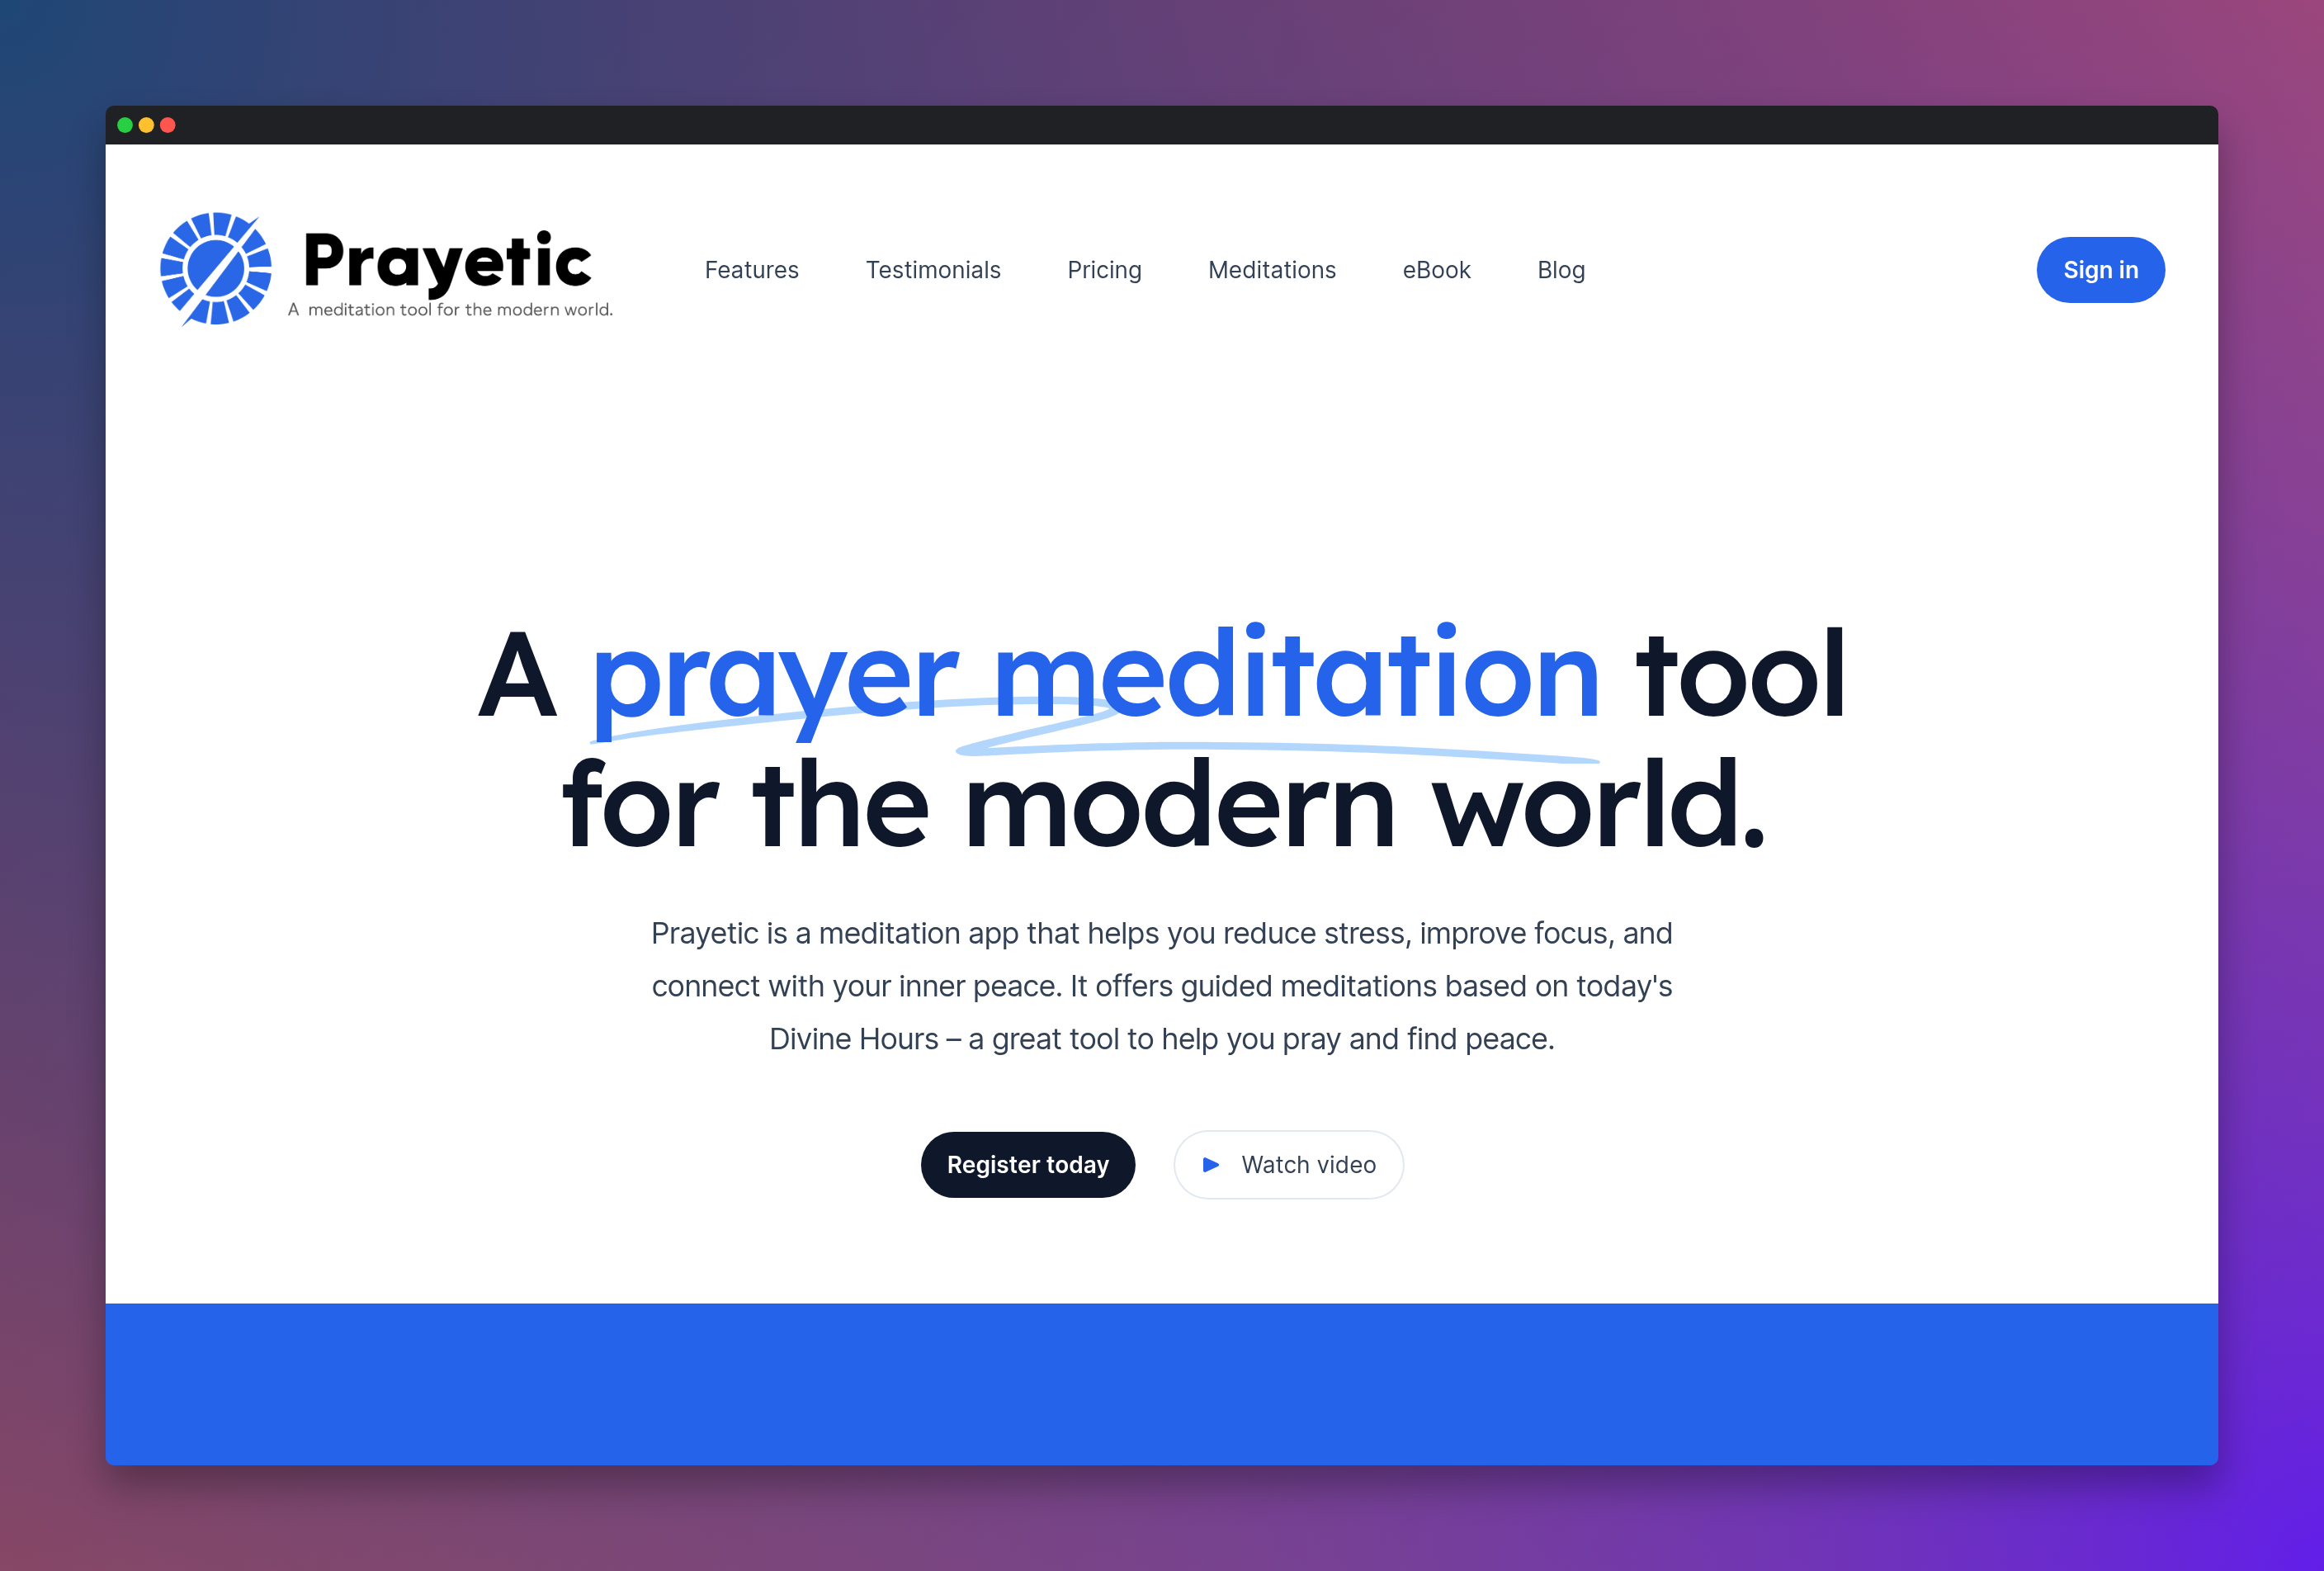 Prayetic
A meditation tool for the modern world.
Features Testimonials Pricing Meditations eBook Blog
Sign in
A prayer meditation tool
for the modern world.
Prayetic is a meditation app that helps you reduce stress, improve focus, and
connect with your inner peace. It offers guided meditations based on today's
Divine Hours – a great tool to help you pray and find peace.
Register today
Watch video